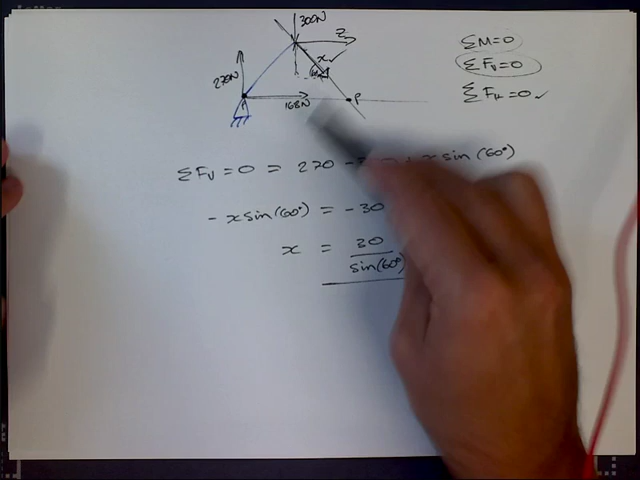 300N
Z
x
270N
60°
168N
P
ΣM=0
ΣFv=0
ΣFH=0 ✓
ΣFv=0 = 270 - x sin(60°)
-x sin(60°) = -30
x = 30
sin(60°)